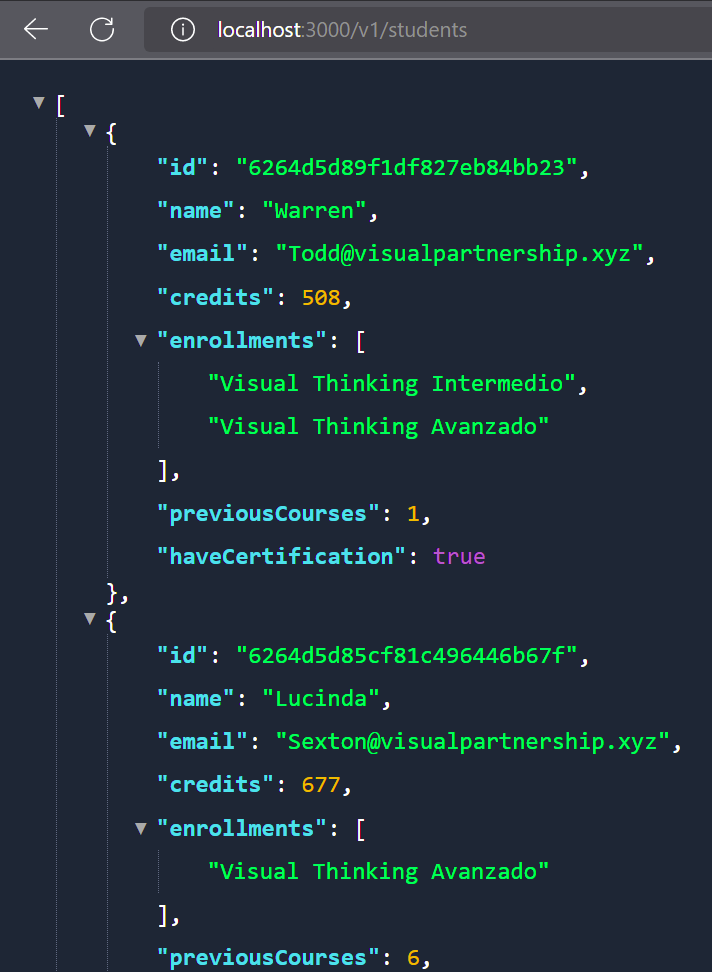 localhost:3000/v1/students
[
{
"id": "6264d5d89f1df827eb84bb23",
"name": "Warren",
"email": "Todd@visualpartnership.xyz",
"credits": 508,
"enrollments": [
"Visual Thinking Intermedio",
"Visual Thinking Avanzado"
],
"previousCourses": 1,
"haveCertification": true
},
{
"id": "6264d5d85cf81c496446b67f",
"name": "Lucinda",
"email": "Sexton@visualpartnership.xyz",
"credits": 677,
"enrollments": [
"Visual Thinking Avanzado"
],
"previousCourses": 6,